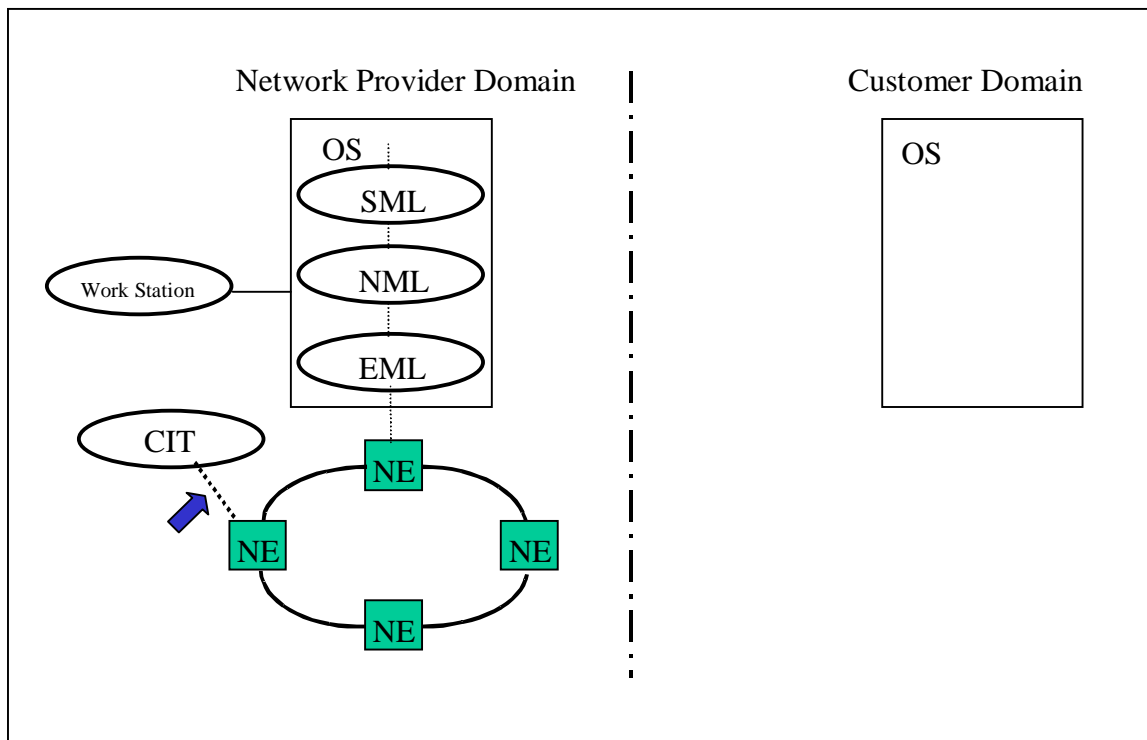 Network Provider Domain
Customer Domain
OS
OS
SML
NML
Work Station
EML
CIT
NE
NE
NE
NE